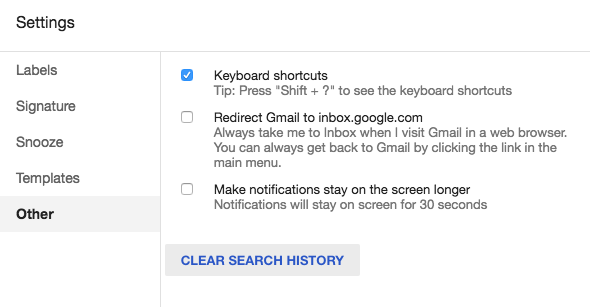 Settings
Labels
Signature
Snooze
Templates
Other
Keyboard shortcuts
Tip: Press "Shift + ?" to see the keyboard shortcuts
Redirect Gmail to inbox.google.com
Always take me to Inbox when I visit Gmail in a web browser.
You can always get back to Gmail by clicking the link in the
main menu.
Make notifications stay on the screen longer
Notifications will stay on screen for 30 seconds
CLEAR SEARCH HISTORY